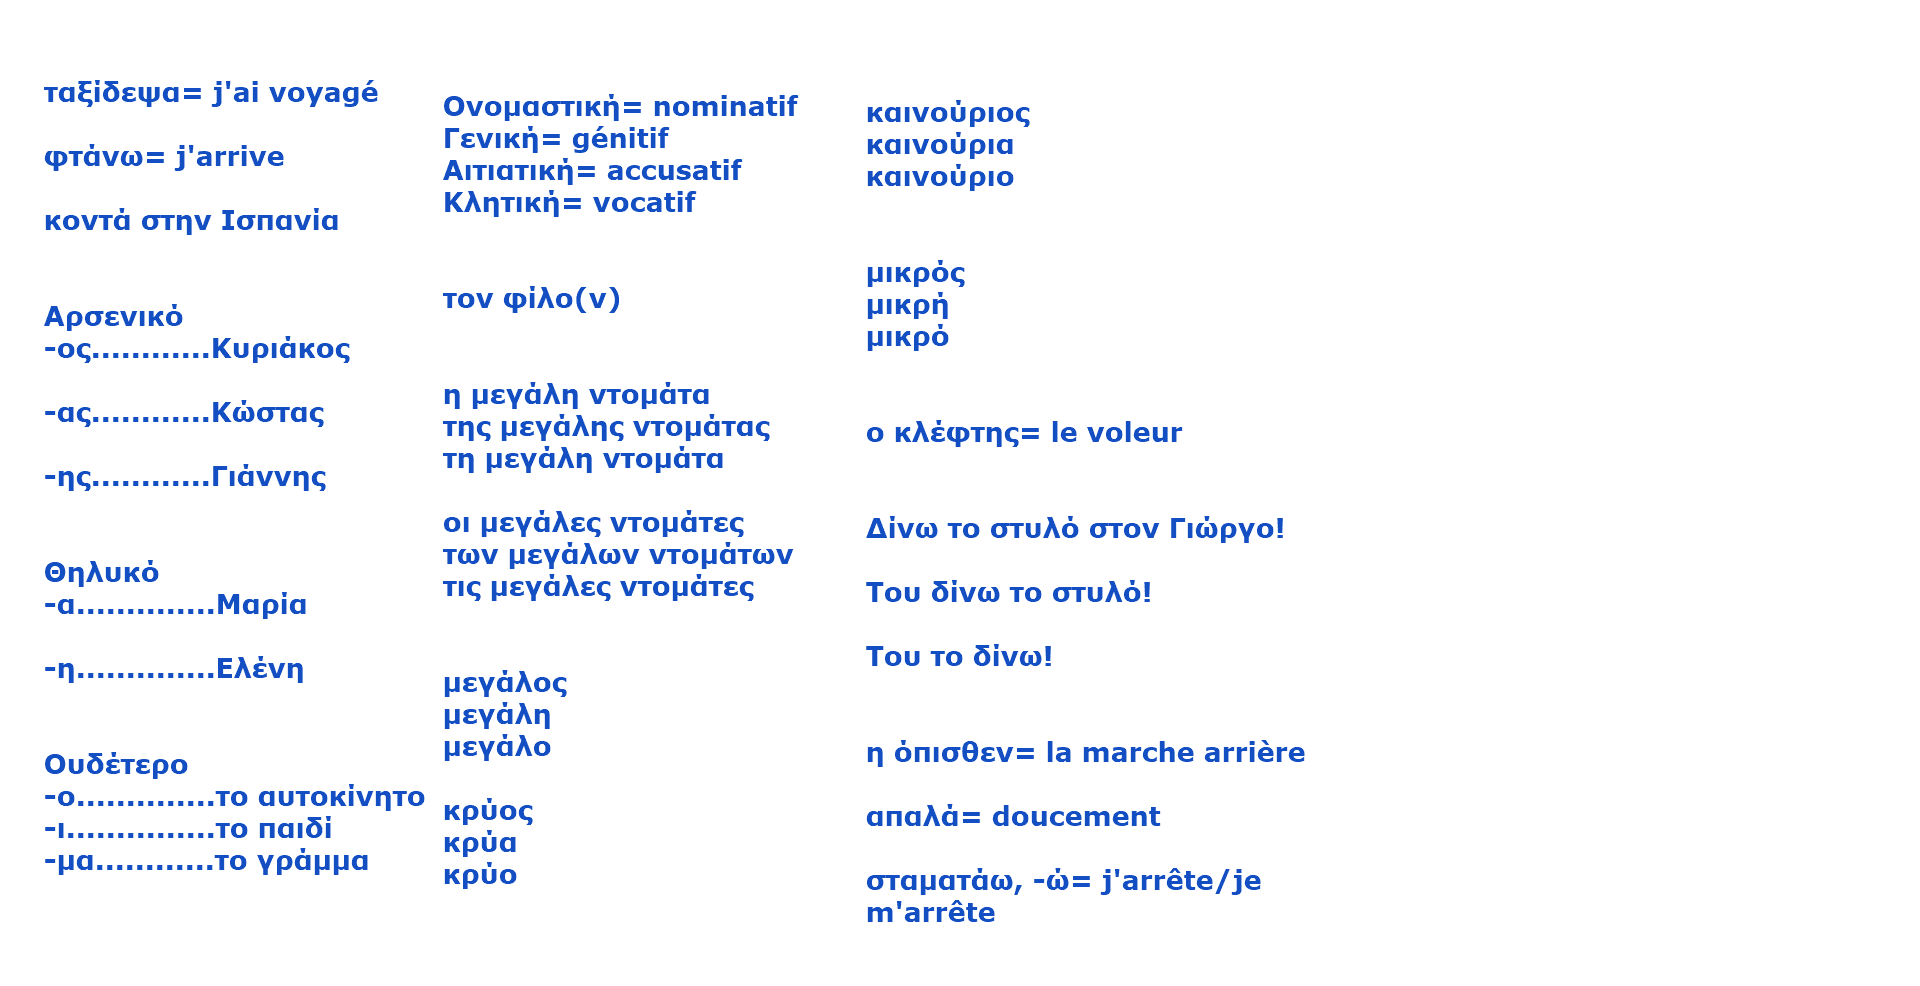 ταξίδεψα= j'ai voyagé
φτάνω= j'arrive
κοντά στην Ισπανία
Αρσενικό
-ος............Κυριάκος
-ας............Κώστας
-ης............Γιάννης
Θηλυκό
-α..............Μαρία
-η..............Ελένη
Ουδέτερο
-ο..............το αυτοκίνητο
-ι...............το παιδί
-μα............το γράμμα
Ονομαστική= nominatif
Γενική= génitif
Αιτιατική= accusatif
Κλητική= vocatif
τον φίλο(ν)
η μεγάλη ντομάτα
της μεγάλης ντομάτας
τη μεγάλη ντομάτα
οι μεγάλες ντομάτες
των μεγάλων ντομάτων
τις μεγάλες ντομάτες
μεγάλος
μεγάλη
μεγάλο
κρύος
κρύα
κρύο
καινούριος
καινούρια
καινούριο
μικρός
μικρή
μικρό
ο κλέφτης= le voleur
Δίνω το στυλό στον Γιώργο!
Του δίνω το στυλό!
Του το δίνω!
η όπισθεν= la marche arrière
απαλά= doucement
σταματάω, -ώ= j'arrête/je
m'arrête